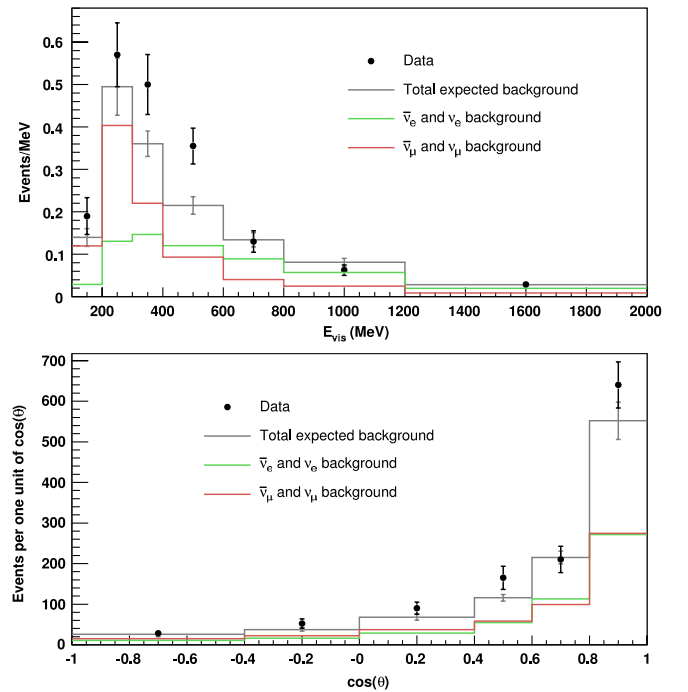 Events/MeV
0.6
0.5
0.4
0.3
0.2
0.1
0
Data
Total expected background
ν̄e and νe background
ν̄μ and νμ background
200 400 600 800 1000 1200 1400 1600 1800 2000
Evis (MeV)
Events per one unit of cos(θ)
700
600
500
400
300
200
100
0
Data
Total expected background
ν̄e and νe background
ν̄μ and νμ background
-1 -0.8 -0.6 -0.4 -0.2 -0 0.2 0.4 0.6 0.8 1
cos(θ)